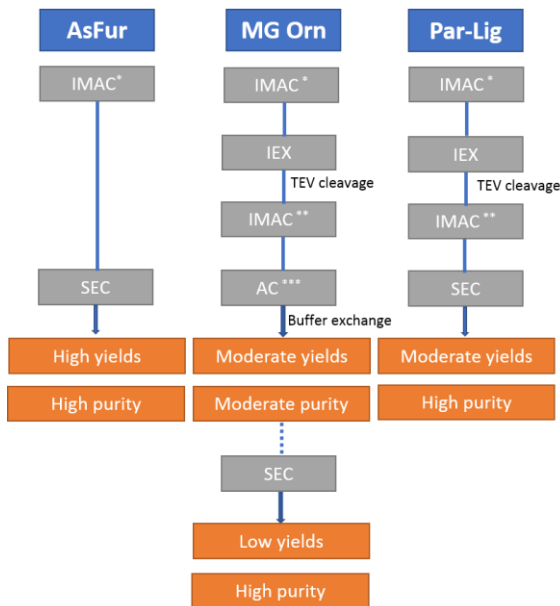 AsFur
MG Orn
Par-Lig
IMAC*
IMAC*
IMAC*
IEX
IEX
TEV cleavage
TEV cleavage
IMAC**
IMAC**
SEC
AC***
SEC
Buffer exchange
High yields
Moderate yields
Moderate yields
High purity
Moderate purity
High purity
SEC
Low yields
High purity